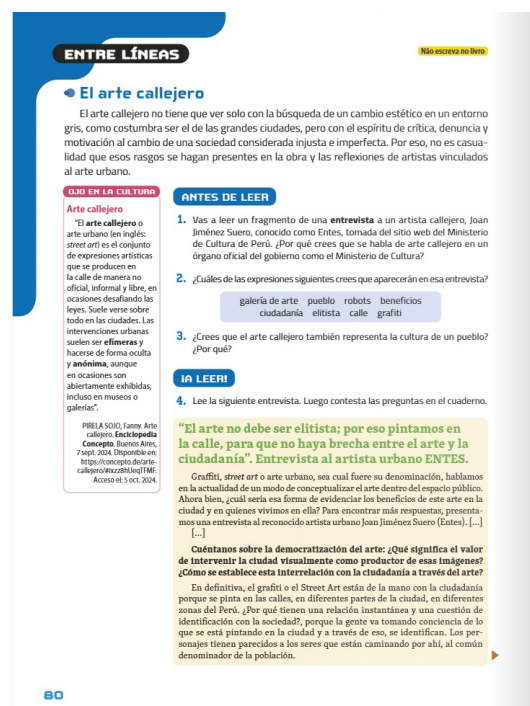 ENTRE LÍNEAS
Não escreva no livro
El arte callejero
El arte callejero no tiene que ver solo con la búsqueda de un cambio estético en un entorno
gris, como costumbra ser el de las grandes ciudades, pero con el espíritu de crítica, denuncia y
motivación al cambio de una sociedad considerada injusta e imperfecta. Por eso, no es casua-
lidad que esos rasgos se hagan presentes en la obra y las reflexiones de artistas vinculados
al arte urbano.
OJO EN LA CULTURA
Arte callejero
"El arte callejero o
arte urbano (en inglés:
street art) es el conjunto
de expresiones artísticas
que se producen en
la calle de manera no
oficial, informal y libre, en
ocasiones desafiando las
leyes. Suele verse sobre
todo en las ciudades. Las
intervenciones urbanas
suelen ser efímeras y
hacerse de forma oculta
y anónima, aunque
en ocasiones son
abiertamente exhibidas,
incluso en museos o
galerías".
PIRELA SOJO, Fanny. Arte
callejero. Enciclopedia
Concepto. Buenos Aires,
7 sept. 2024. Disponible en:
https://concepto.de/arte-
callejero/#ixzz8hUeqTFMF.
Acceso el: 5 oct. 2024.
ANTES DE LEER
1. Vas a leer un fragmento de una entrevista a un artista callejero, Joan
Jiménez Suero, conocido como Entes, tomada del sitio web del Ministerio
de Cultura de Perú. ¿Por qué crees que se habla de arte callejero en un
órgano oficial del gobierno como el Ministerio de Cultura?
2. ¿Cuáles de las expresiones siguientes crees que aparecerán en esa entrevista?
galería de arte pueblo robots beneficios
ciudadanía elitista calle grafiti
3. ¿Crees que el arte callejero también representa la cultura de un pueblo?
¿Por qué?
¡A LEER!
4. Lee la siguiente entrevista. Luego contesta las preguntas en el cuaderno.
"El arte no debe ser elitista; por eso pintamos en
la calle, para que no haya brecha entre el arte y la
ciudadanía". Entrevista al artista urbano ENTES.
Graffiti, street art o arte urbano, sea cual fuere su denominación, hablamos
en la actualidad de un modo de conceptualizar el arte dentro del espacio público.
Ahora bien, ¿cuál sería esa forma de evidenciar los beneficios de este arte en la
ciudad y en quienes vivimos en ella? Para encontrar más respuestas, presenta-
mos una entrevista al reconocido artista urbano Joan Jiménez Suero (Entes). [...]
[...]
Cuéntanos sobre la democratización del arte: ¿Qué significa el valor
de intervenir la ciudad visualmente como productor de esas imágenes?
¿Cómo se establece esta interrelación con la ciudadanía a través del arte?
En definitiva, el grafiti o el Street Art están de la mano con la ciudadanía
porque se pinta en las calles, en diferentes partes de la ciudad, en diferentes
zonas del Perú. ¿Por qué tienen una relación instantánea y una cuestión de
identificación con la sociedad?, porque la gente va tomando conciencia de lo
que se está pintando en la ciudad y a través de eso, se identifican. Los per-
sonajes tienen parecidos a los seres que están caminando por ahí, al común
denominador de la población.
80